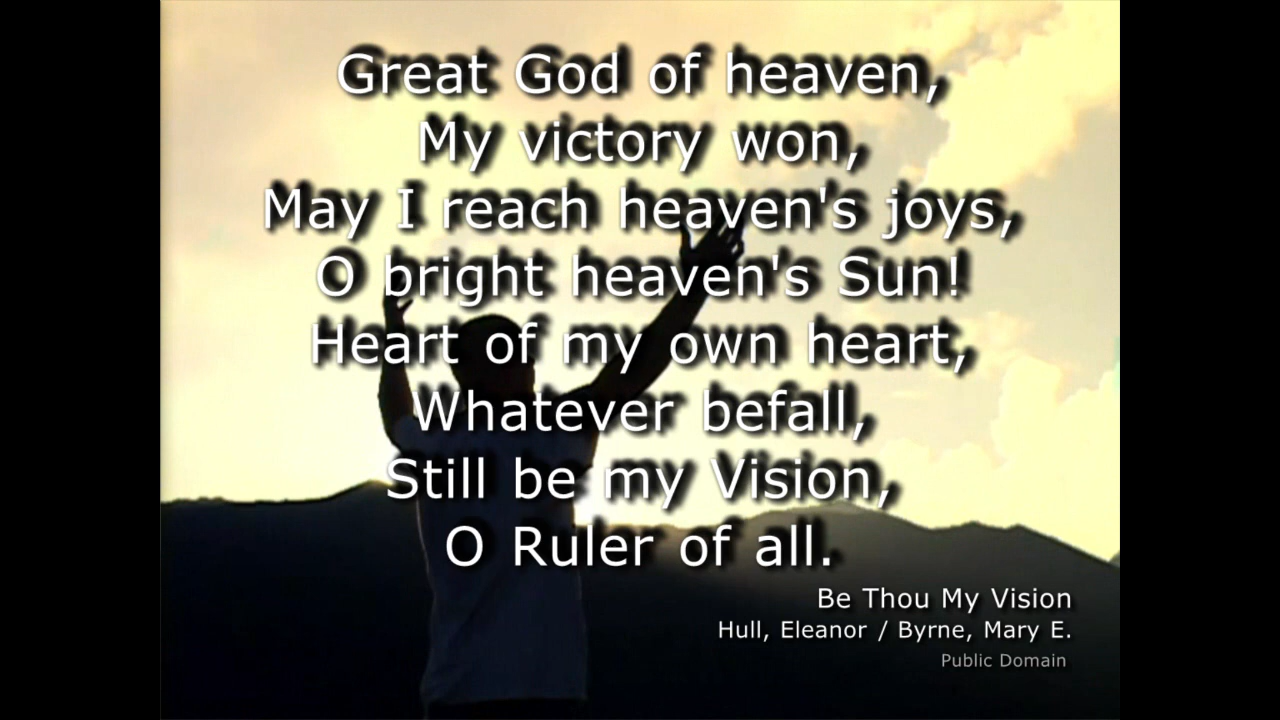 Great God of heaven,
My victory won,
May I reach heaven's joys,
O bright heaven's Sun!
Heart of my own heart,
Whatever befall,
Still be my Vision,
O Ruler of all.
Be Thou My Vision
Hull, Eleanor / Byrne, Mary E.
Public Domain